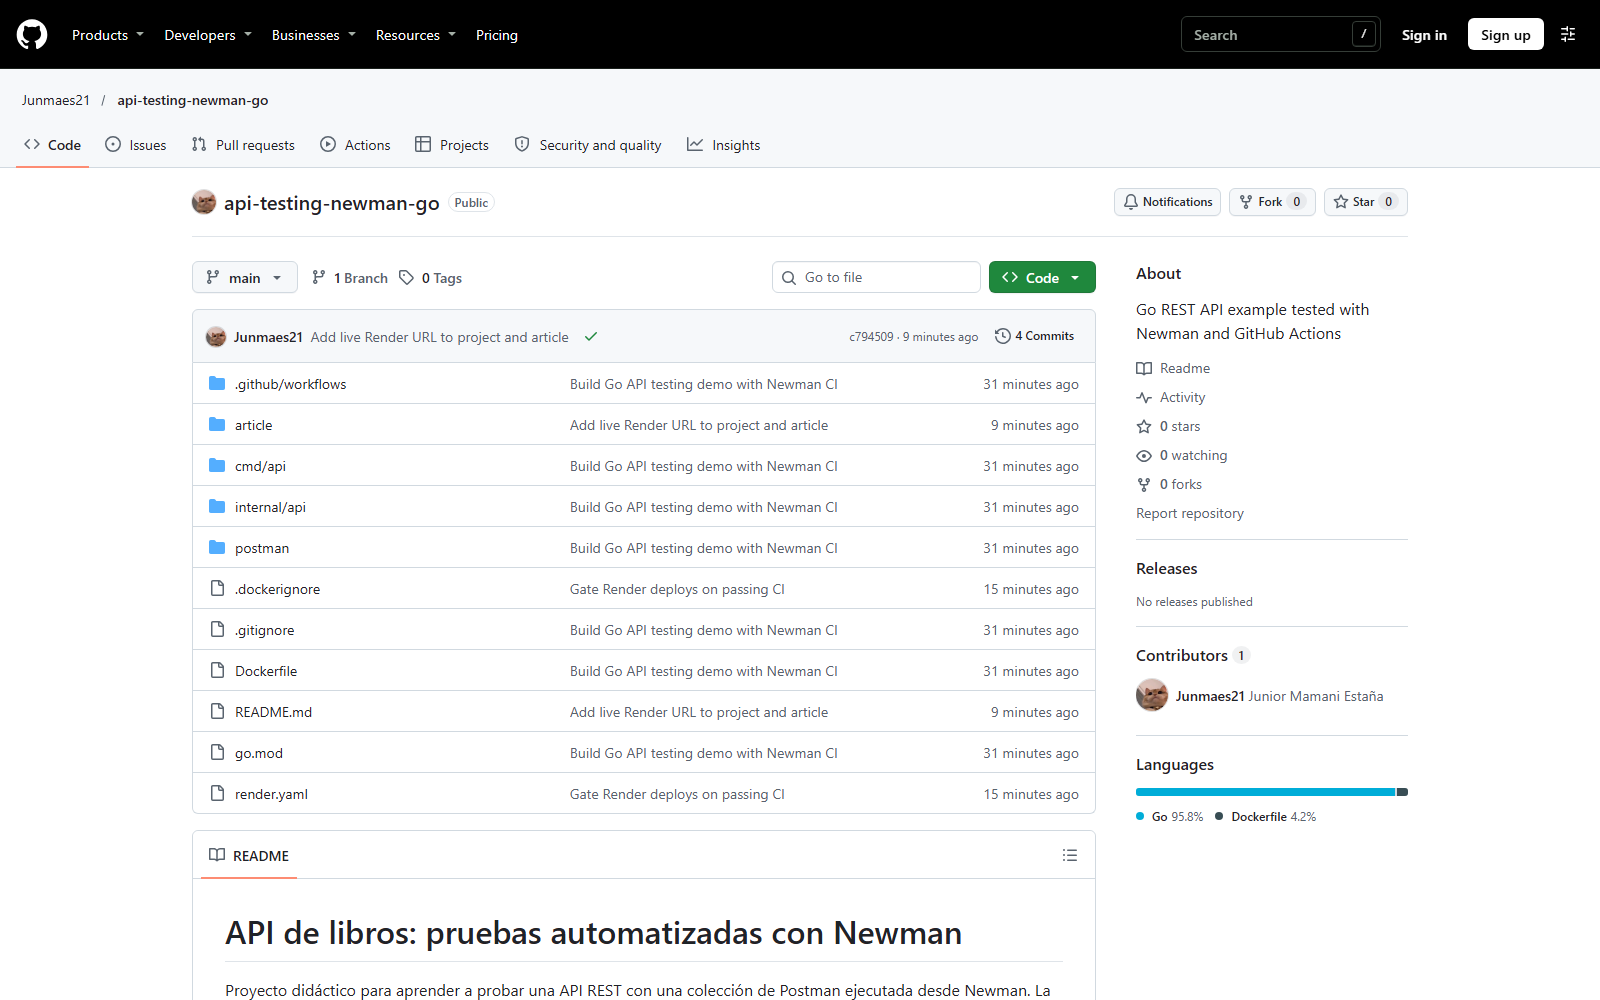 Products Developers Businesses Resources Pricing Search / Sign in Sign up
Junmaes21 / api-testing-newman-go
Code Issues Pull requests Actions Projects Security and quality Insights
api-testing-newman-go Public Notifications Fork 0 Star 0
main 1 Branch 0 Tags Go to file Code
Junmaes21 Add live Render URL to project and article c794509 · 9 minutes ago 4 Commits
.github/workflows Build Go API testing demo with Newman CI 31 minutes ago
article Add live Render URL to project and article 9 minutes ago
cmd/api Build Go API testing demo with Newman CI 31 minutes ago
internal/api Build Go API testing demo with Newman CI 31 minutes ago
postman Build Go API testing demo with Newman CI 31 minutes ago
.dockerignore Gate Render deploys on passing CI 15 minutes ago
.gitignore Build Go API testing demo with Newman CI 31 minutes ago
Dockerfile Build Go API testing demo with Newman CI 31 minutes ago
README.md Add live Render URL to project and article 9 minutes ago
go.mod Build Go API testing demo with Newman CI 31 minutes ago
render.yaml Gate Render deploys on passing CI 15 minutes ago
README
API de libros: pruebas automatizadas con Newman
Proyecto didáctico para aprender a probar una API REST con una colección de Postman ejecutada desde Newman. La
About
Go REST API example tested with
Newman and GitHub Actions
Readme
Activity
0 stars
0 watching
0 forks
Report repository
Releases
No releases published
Contributors 1
Junmaes21 Junior Mamani Estaña
Languages
Go 95.8% Dockerfile 4.2%